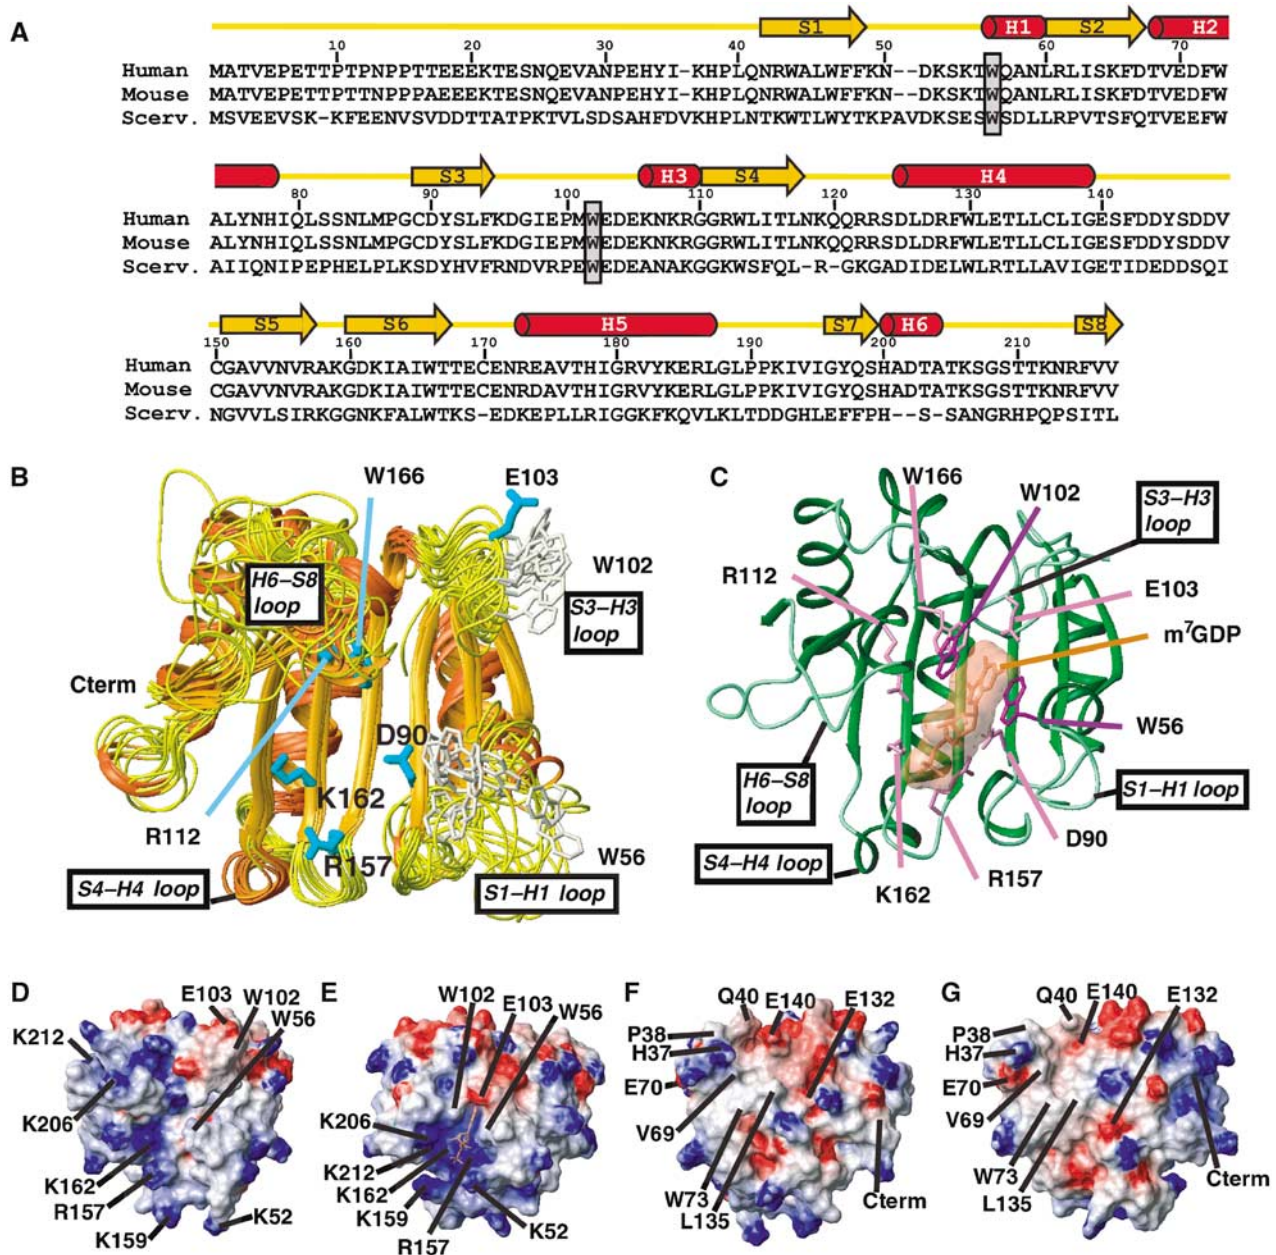 A
S1 H1 S2 H2
10 20 30 40 50 60 70
Human MATVEPETTPTPNPPTTEEEKTESNQEVANPEHYI-KHPLQNRWALWFFKN--DKSKTWQANLRLISKFDTVEDFW
Mouse MATVEPETTPTTNPPPAEEEKTESNQEVANPEHYI-KHPLQNRWALWFFKN--DKSKTWQANLRLISKFDTVEDFW
Scerv. MSVEEVSK-KFEENVSVDDTTATPKTVLSDSAHFDVKHPLNTKWTLWYTKPAVDKSESWSDLLRPVTSFQTVEEFW
S3 H3 S4 H4
80 90 100 110 120 130 140
Human ALYNHIQLSSNLMPGCDYSLFKDGIEPMWEDEKNKRGGRWLITLNKQQRRSDLDRFWLETLLCLIGESFDDYSDDV
Mouse ALYNHIQLSSNLMPGCDYSLFKDGIEPMWEDEKNKRGGRWLITLNKQQRRSDLDRFWLETLLCLIGESFDDYSDDV
Scerv. AIIQNIPEPHELPLKSDYHVFRNDVRPEWEDEANAKGGKWSFQL-R-GKGADIDELWLRTLLAVIGETIDEDDSQI
S5 S6 H5 S7 H6 S8
150 160 170 180 190 200 210
Human CGAVVNVRAKGDKIAIWTTECENREAVTHIGRVYKERLGLPPKIVIGYQSHADTATKSGSTTKNRFVV
Mouse CGAVVNVRAKGDKIAIWTTECENRDAVTHIGRVYKERLGLPPKIVIGYQSHADTATKSGSTTKNRFVV
Scerv. NGVVLSIRKGGNKFALWTKS-EDKEPLLRIGGKFKQVLKLTDDGHLEFFPH--S-SANGRHPQPSITL
B
W166
E103
H6–S8
loop
W102
S3–H3
loop
Cterm
D90
K162
R112
R157
W56
S4–H4 loop
S1–H1 loop
C
W166
W102
S3–H3
loop
R112
E103
m7GDP
W56
H6–S8
loop
S1–H1 loop
D90
S4–H4 loop
R157
K162
D
E103
W102
W56
K212
K206
K162
R157
K159
K52
E
W102
E103
W56
K206
K212
K162
K159
R157
K52
F
Q40
E140
E132
P38
H37
E70
V69
W73
L135
Cterm
G
Q40
E140
E132
P38
H37
E70
V69
W73
L135
Cterm